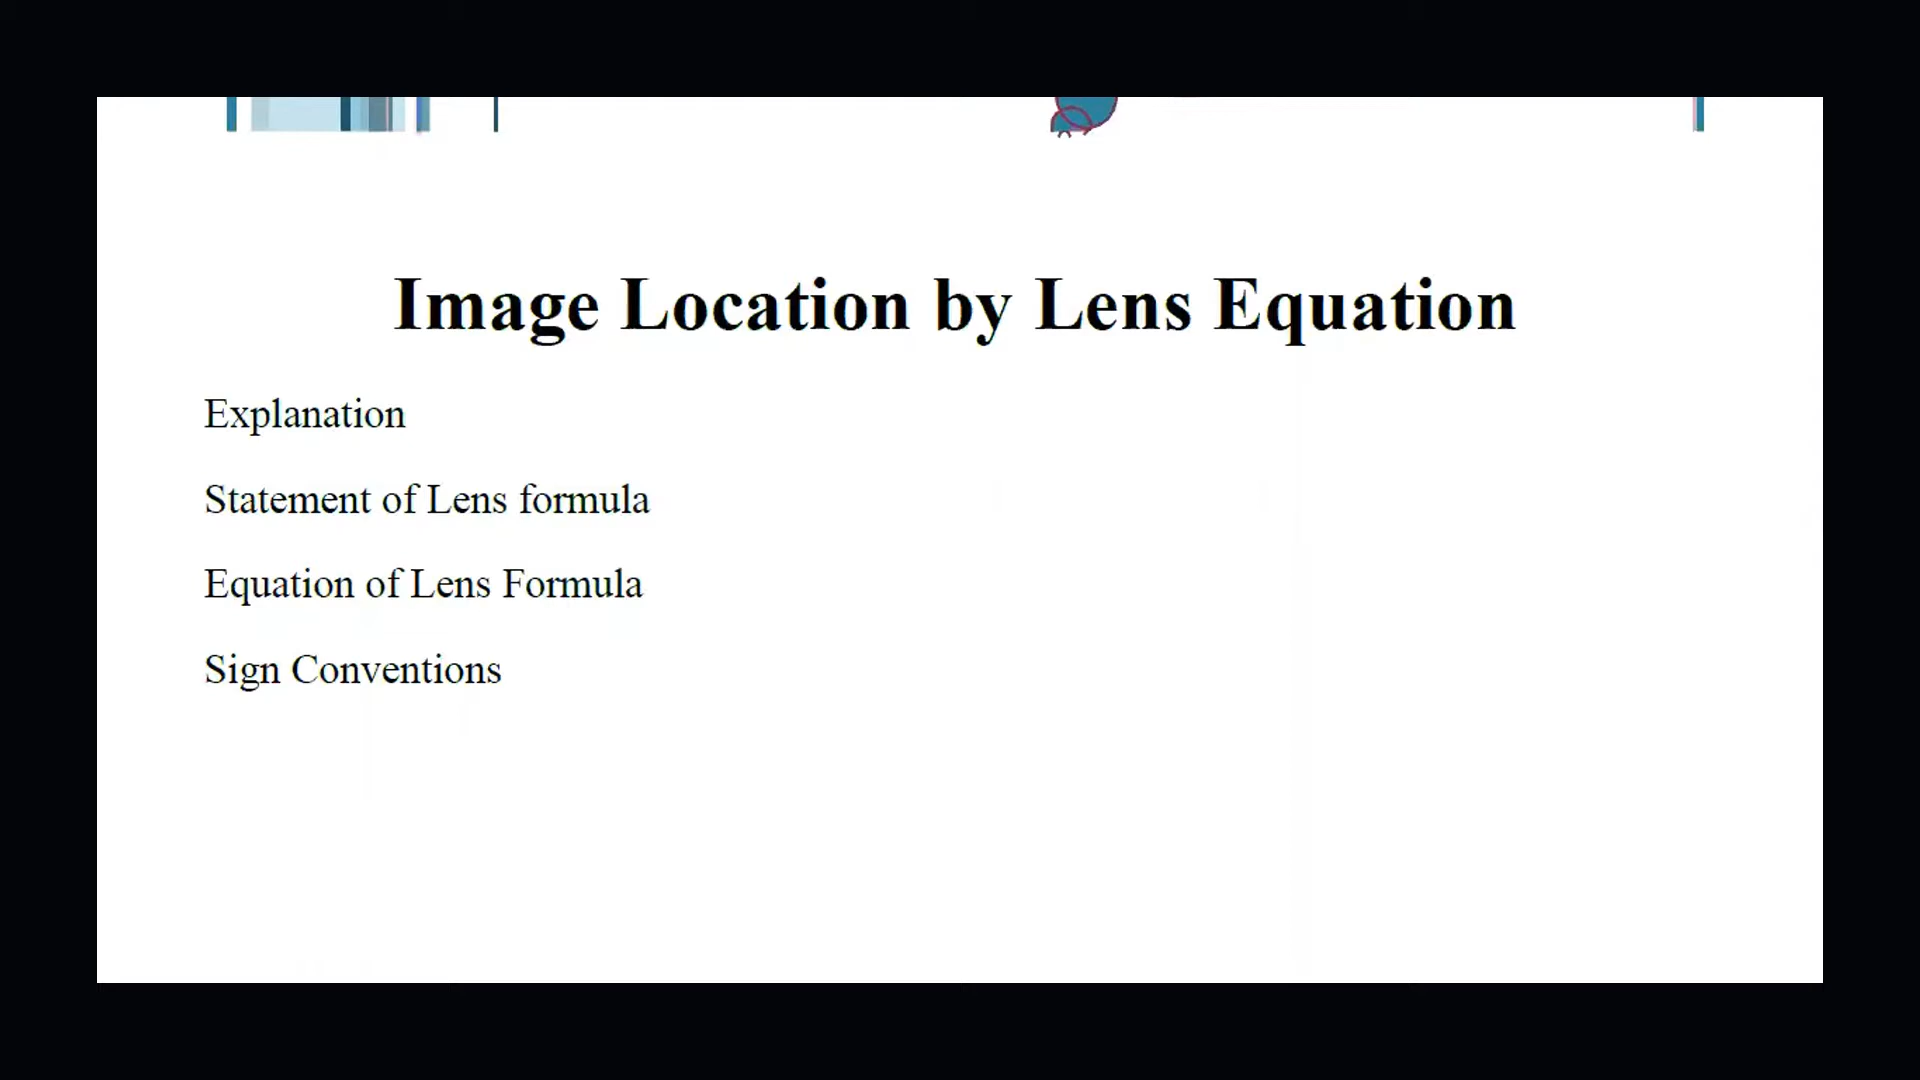 Image Location by Lens Equation
Explanation
Statement of Lens formula
Equation of Lens Formula
Sign Conventions